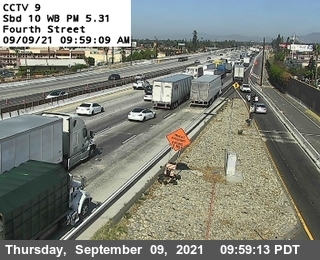 CCTV 9
Sbd 10 WB PM 5.31
Fourth Street
09/09/21 09:59:09 AM
Thursday, September 09, 2021 09:59:13 PDT